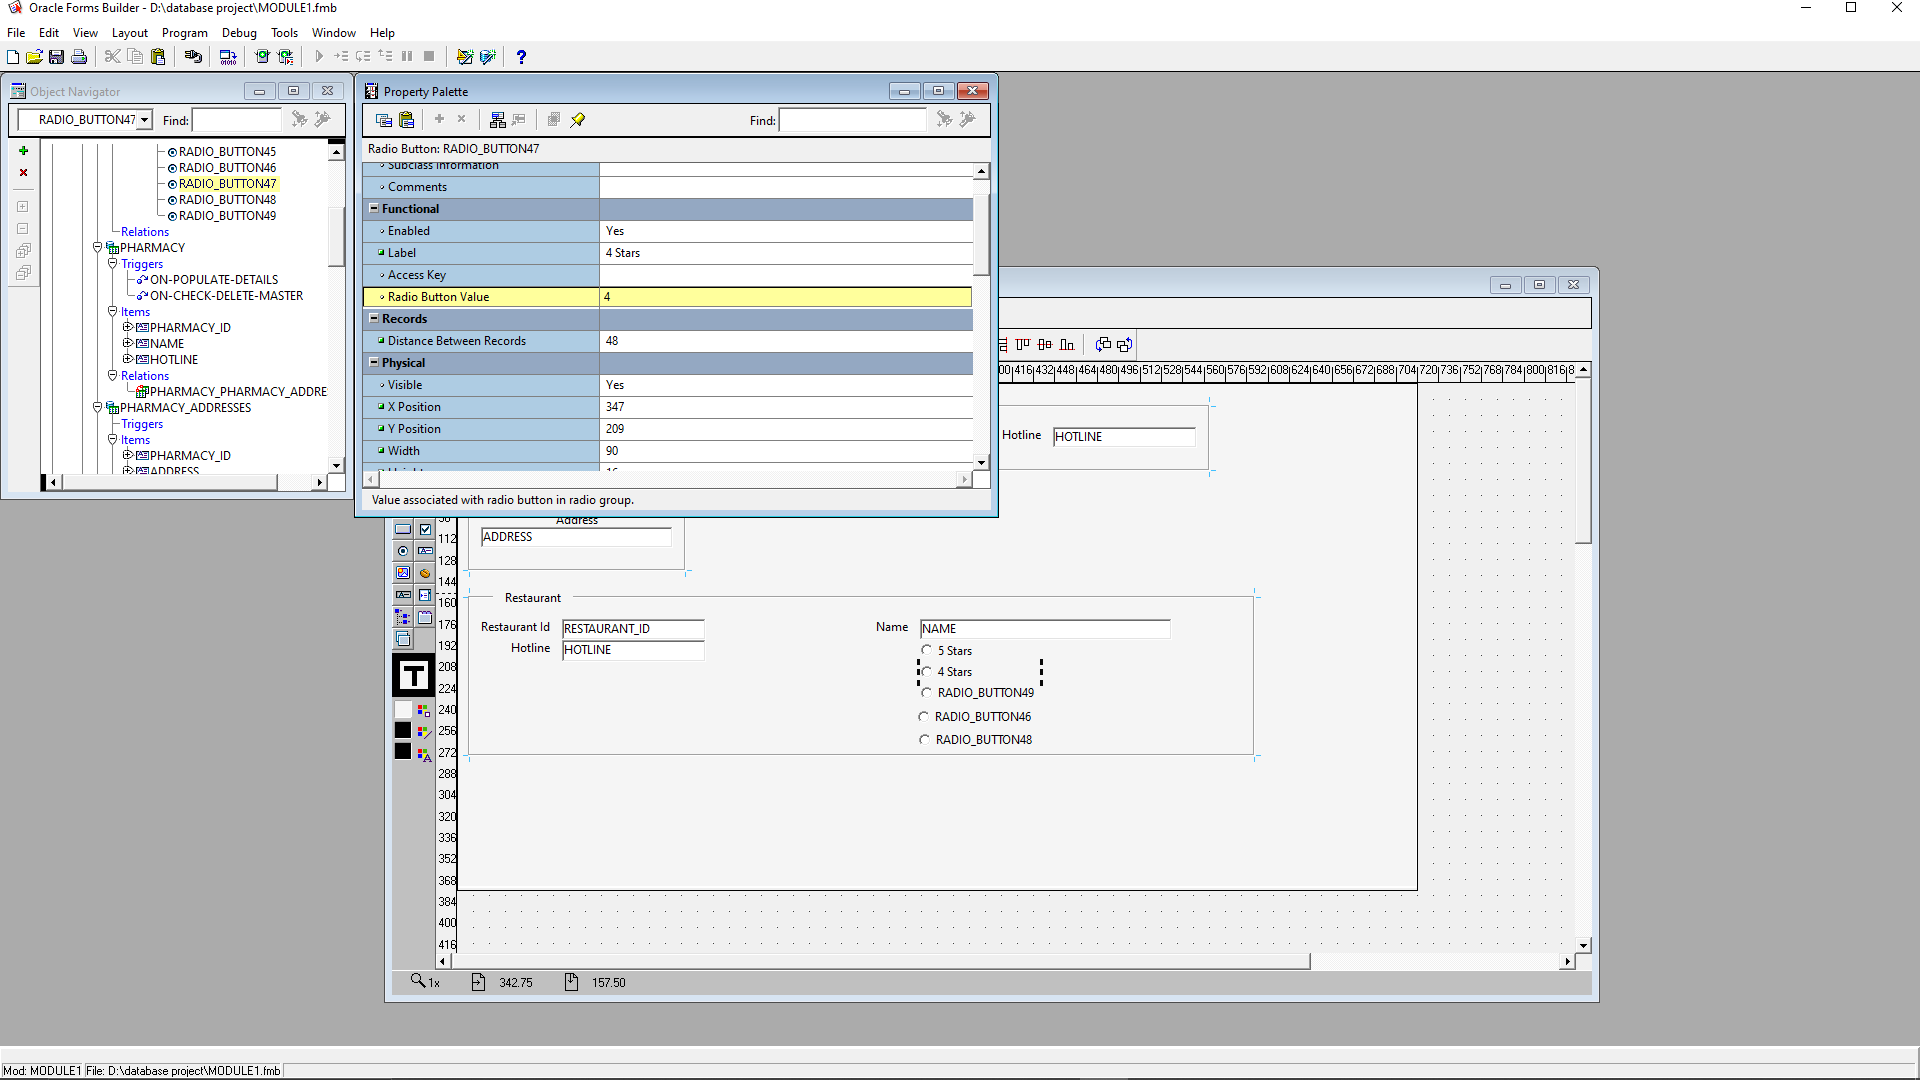 Oracle Forms Builder - D:\database project\MODULE1.fmb
File Edit View Layout Program Debug Tools Window Help
Object Navigator
RADIO_BUTTON47 Find:
RADIO_BUTTON45
RADIO_BUTTON46
RADIO_BUTTON47
RADIO_BUTTON48
RADIO_BUTTON49
Relations
PHARMACY
Triggers
ON-POPULATE-DETAILS
ON-CHECK-DELETE-MASTER
Items
PHARMACY_ID
NAME
HOTLINE
Relations
PHARMACY_PHARMACY_ADDRE
PHARMACY_ADDRESSES
Triggers
Items
PHARMACY_ID
ADDRESS
Property Palette
Find:
Radio Button: RADIO_BUTTON47
Subclass Information
Comments
Functional
Enabled Yes
Label 4 Stars
Access Key
Radio Button Value 4
Records
Distance Between Records 48
Physical
Visible Yes
X Position 347
Y Position 209
Width 90
Height 16
Value associated with radio button in radio group.
00 416 432 448 464 480 496 512 528 544 560 576 592 608 624 640 656 672 688 704 720 736 752 768 784 800 816 8
Hotline HOTLINE
Address
ADDRESS
Restaurant
Restaurant Id RESTAURANT_ID
Hotline HOTLINE
Name NAME
5 Stars
4 Stars
RADIO_BUTTON49
RADIO_BUTTON46
RADIO_BUTTON48
112
128
144
160
176
192
208
224
240
256
272
288
304
320
336
352
368
384
400
416
T
1x 342.75 157.50
Mod: MODULE1 File: D:\database project\MODULE1.fmb